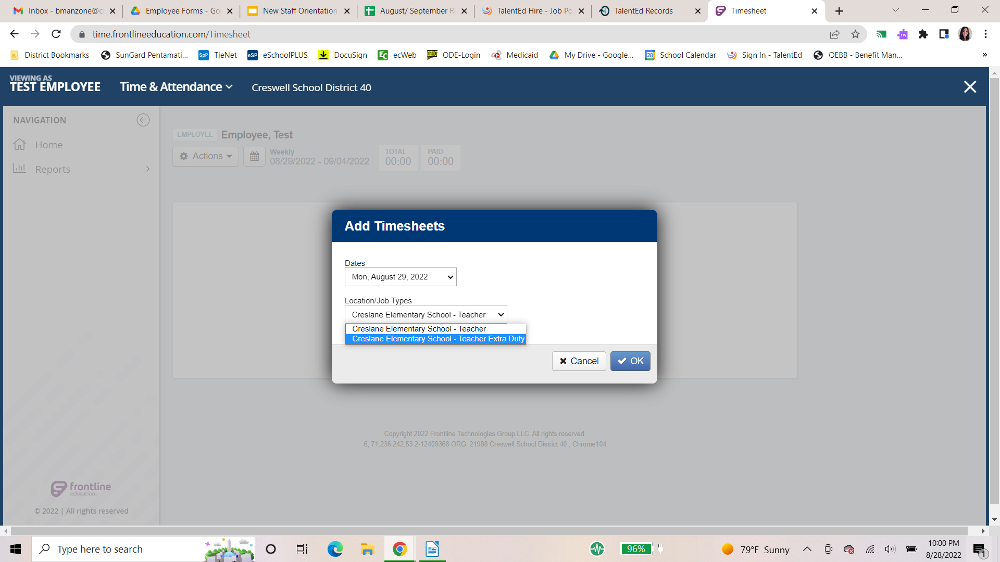 Inbox - bmanzone@c
Employee Forms - Go
New Staff Orientation
August/ September R
TalentEd Hire - Job Po
TalentEd Records
Timesheet
time.frontlineeducation.com/Timesheet
District Bookmarks
SunGard Pentamati...
SpP TieNet
eSP eSchoolPLUS
DocuSign
EC ecWeb
DISTRICT ODE-Login
Medicaid
My Drive - Google...
28 School Calendar
Sign In - TalentEd
OEBB - Benefit Man...
»
VIEWING AS
TEST EMPLOYEE
Time & Attendance
Creswell School District 40
NAVIGATION
Home
Reports
EMPLOYEE Employee, Test
Actions
Weekly
08/29/2022 - 09/04/2022
TOTAL
00:00
PAID
00:00
Add Timesheets
Dates
Mon, August 29, 2022
Location/Job Types
Creslane Elementary School - Teacher
Creslane Elementary School - Teacher
Creslane Elementary School - Teacher Extra Duty
Cancel
OK
Copyright 2022 Frontline Technologies Group LLC. All rights reserved.
6, 71.236.242.53 2-12409368 ORG: 21988 Creswell School District 40 , Chrome104
frontline
education
© 2022 | All rights reserved
Type here to search
96%
79°F Sunny
10:00 PM
8/28/2022
1